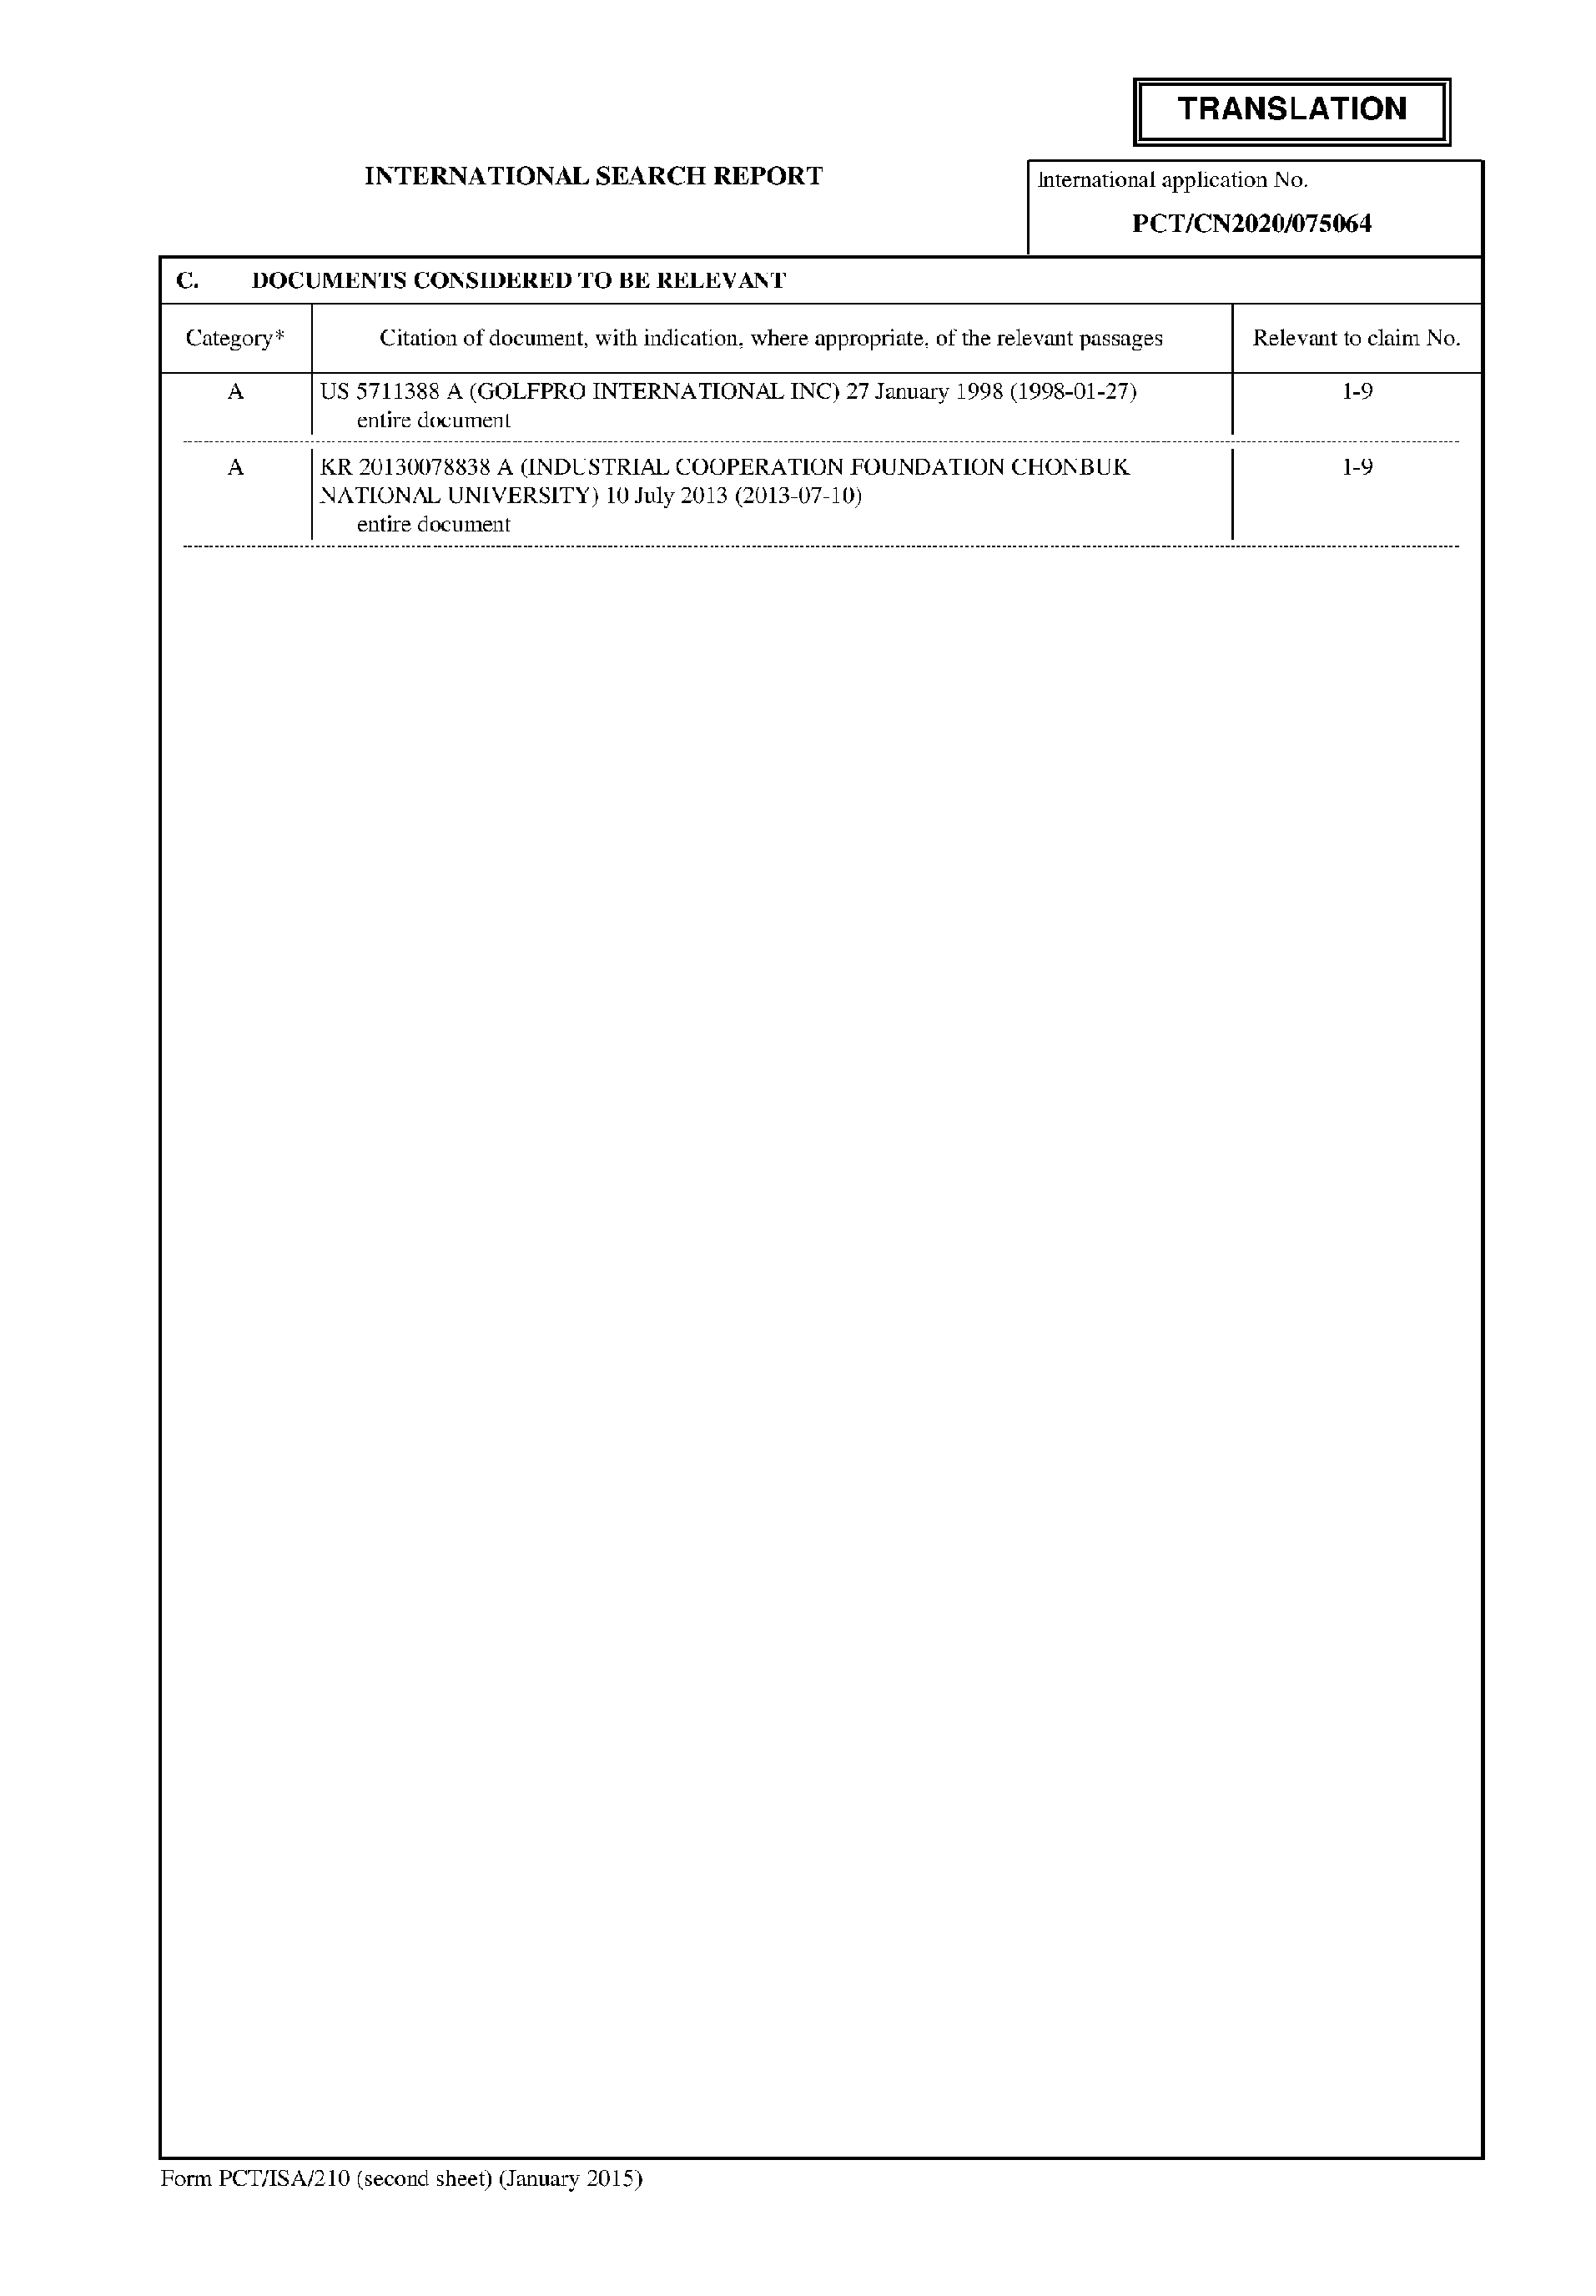 TRANSLATION
INTERNATIONAL SEARCH REPORT
International application No.
PCT/CN2020/075064
C. DOCUMENTS CONSIDERED TO BE RELEVANT
Category* Citation of document, with indication, where appropriate, of the relevant passages Relevant to claim No.
A US 5711388 A (GOLFPRO INTERNATIONAL INC) 27 January 1998 (1998-01-27) 1-9
entire document
A KR 20130078838 A (INDUSTRIAL COOPERATION FOUNDATION CHONBUK 1-9
NATIONAL UNIVERSITY) 10 July 2013 (2013-07-10)
entire document
Form PCT/ISA/210 (second sheet) (January 2015)